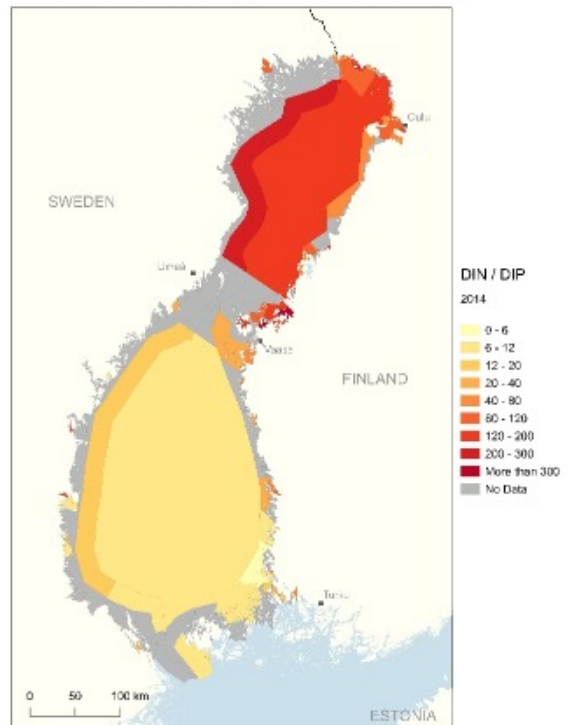 Oulu
SWEDEN
Umeå
DIN / DIP
2014
0 - 6
6 - 12
12 - 20
20 - 40
40 - 80
80 - 120
120 - 200
200 - 300
More than 300
No Data
Vaasa
FINLAND
Turku
0 50 100 km
ESTONIA